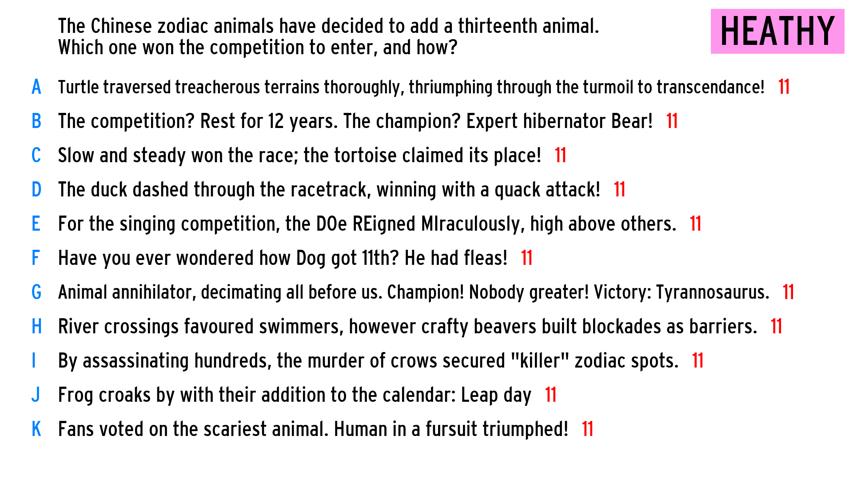 The Chinese zodiac animals have decided to add a thirteenth animal.
Which one won the competition to enter, and how?
HEATHY
A Turtle traversed treacherous terrains thoroughly, thriumphing through the turmoil to transcendance! 11
B The competition? Rest for 12 years. The champion? Expert hibernator Bear! 11
C Slow and steady won the race; the tortoise claimed its place! 11
D The duck dashed through the racetrack, winning with a quack attack! 11
E For the singing competition, the DOe REigned MIraculously, high above others. 11
F Have you ever wondered how Dog got 11th? He had fleas! 11
G Animal annihilator, decimating all before us. Champion! Nobody greater! Victory: Tyrannosaurus. 11
H River crossings favoured swimmers, however crafty beavers built blockades as barriers. 11
I By assassinating hundreds, the murder of crows secured "killer" zodiac spots. 11
J Frog croaks by with their addition to the calendar: Leap day 11
K Fans voted on the scariest animal. Human in a fursuit triumphed! 11